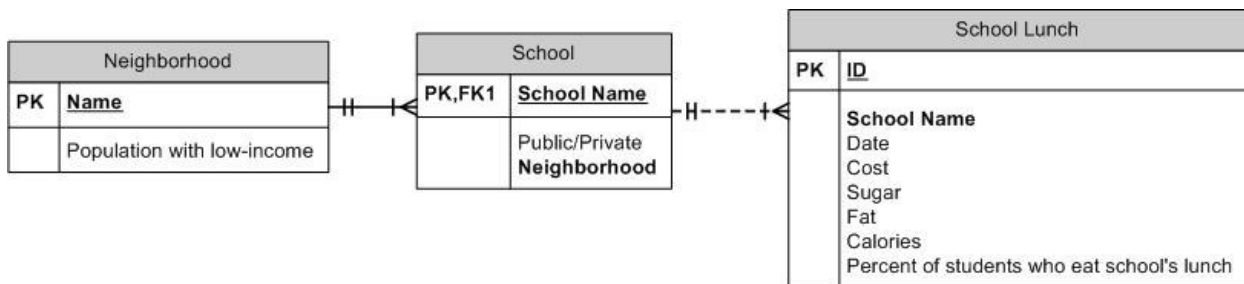 Neighborhood
PK Name
Population with low-income
School
PK,FK1 School Name
Public/Private
Neighborhood
School Lunch
PK ID
School Name
Date
Cost
Sugar
Fat
Calories
Percent of students who eat school's lunch